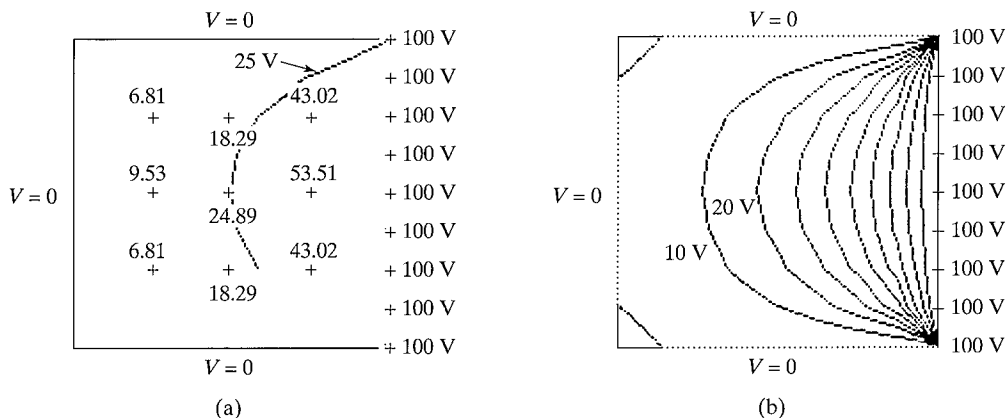 (a)
V = 0
25 V
6.81
43.02
18.29
9.53
53.51
V = 0
24.89
6.81
43.02
18.29
V = 0
+ 100 V
+ 100 V
+ 100 V
+ 100 V
+ 100 V
+ 100 V
+ 100 V
+ 100 V
+ 100 V
(b)
V = 0
V = 0
20 V
10 V
V = 0
100 V
100 V
100 V
100 V
100 V
100 V
100 V
100 V
100 V